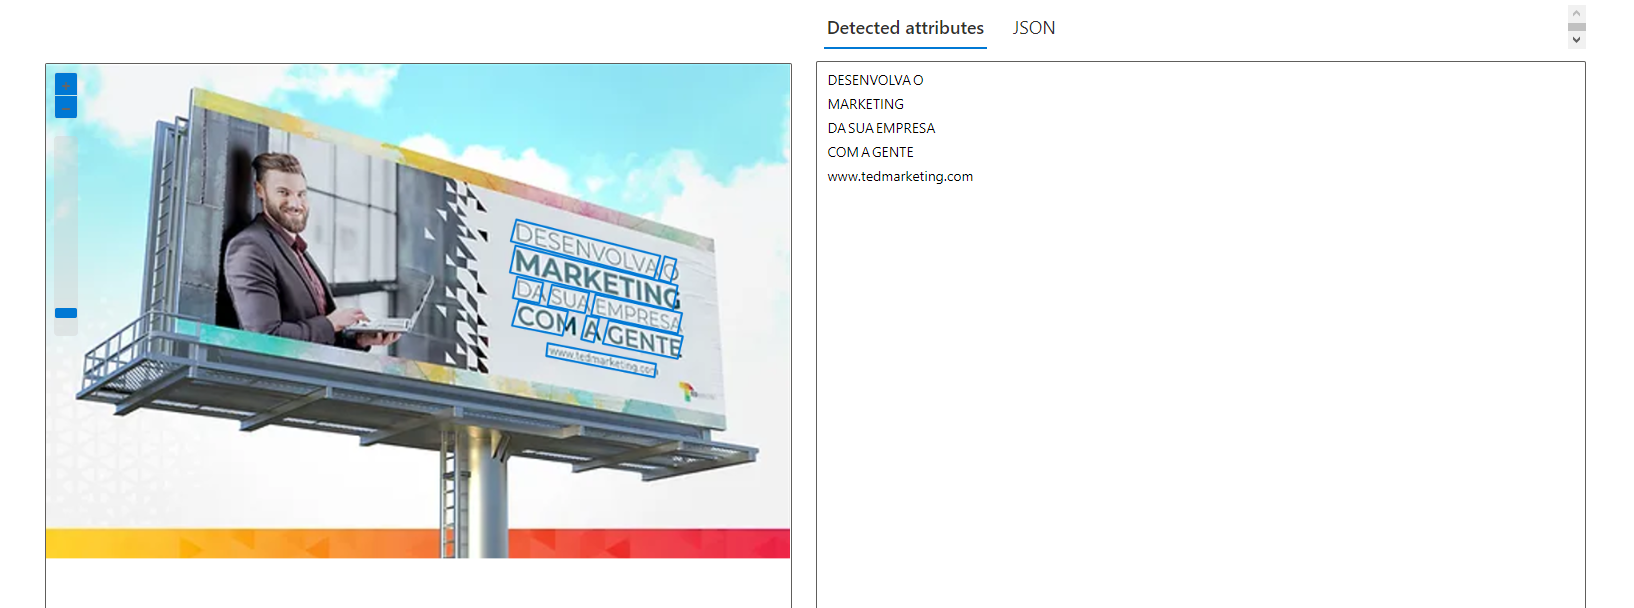 Detected attributes
JSON
DESENVOLVA O
MARKETING
DA SUA EMPRESA
COM A GENTE
www.tedmarketing.com
DESENVOLVA O
MARKETING
DA SUA EMPRESA
COM A GENTE
www.tedmarketing.com